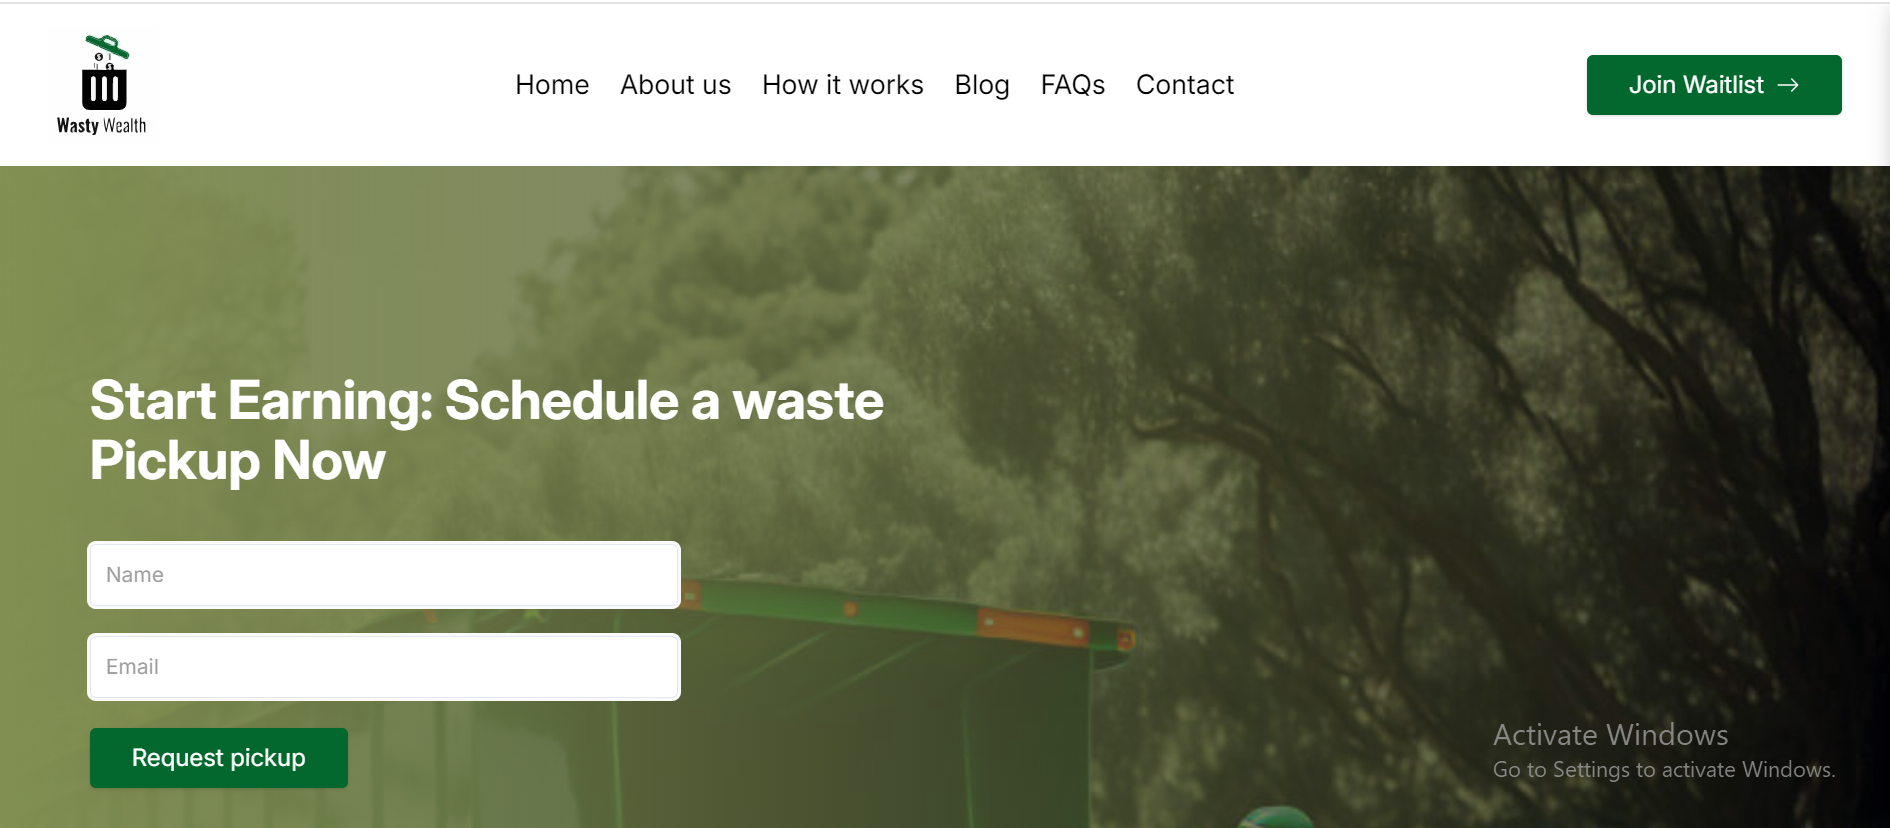 Wasty Wealth
Home About us How it works Blog FAQs Contact
Join Waitlist →
Start Earning: Schedule a waste
Pickup Now
Name
Email
Request pickup
Activate Windows
Go to Settings to activate Windows.